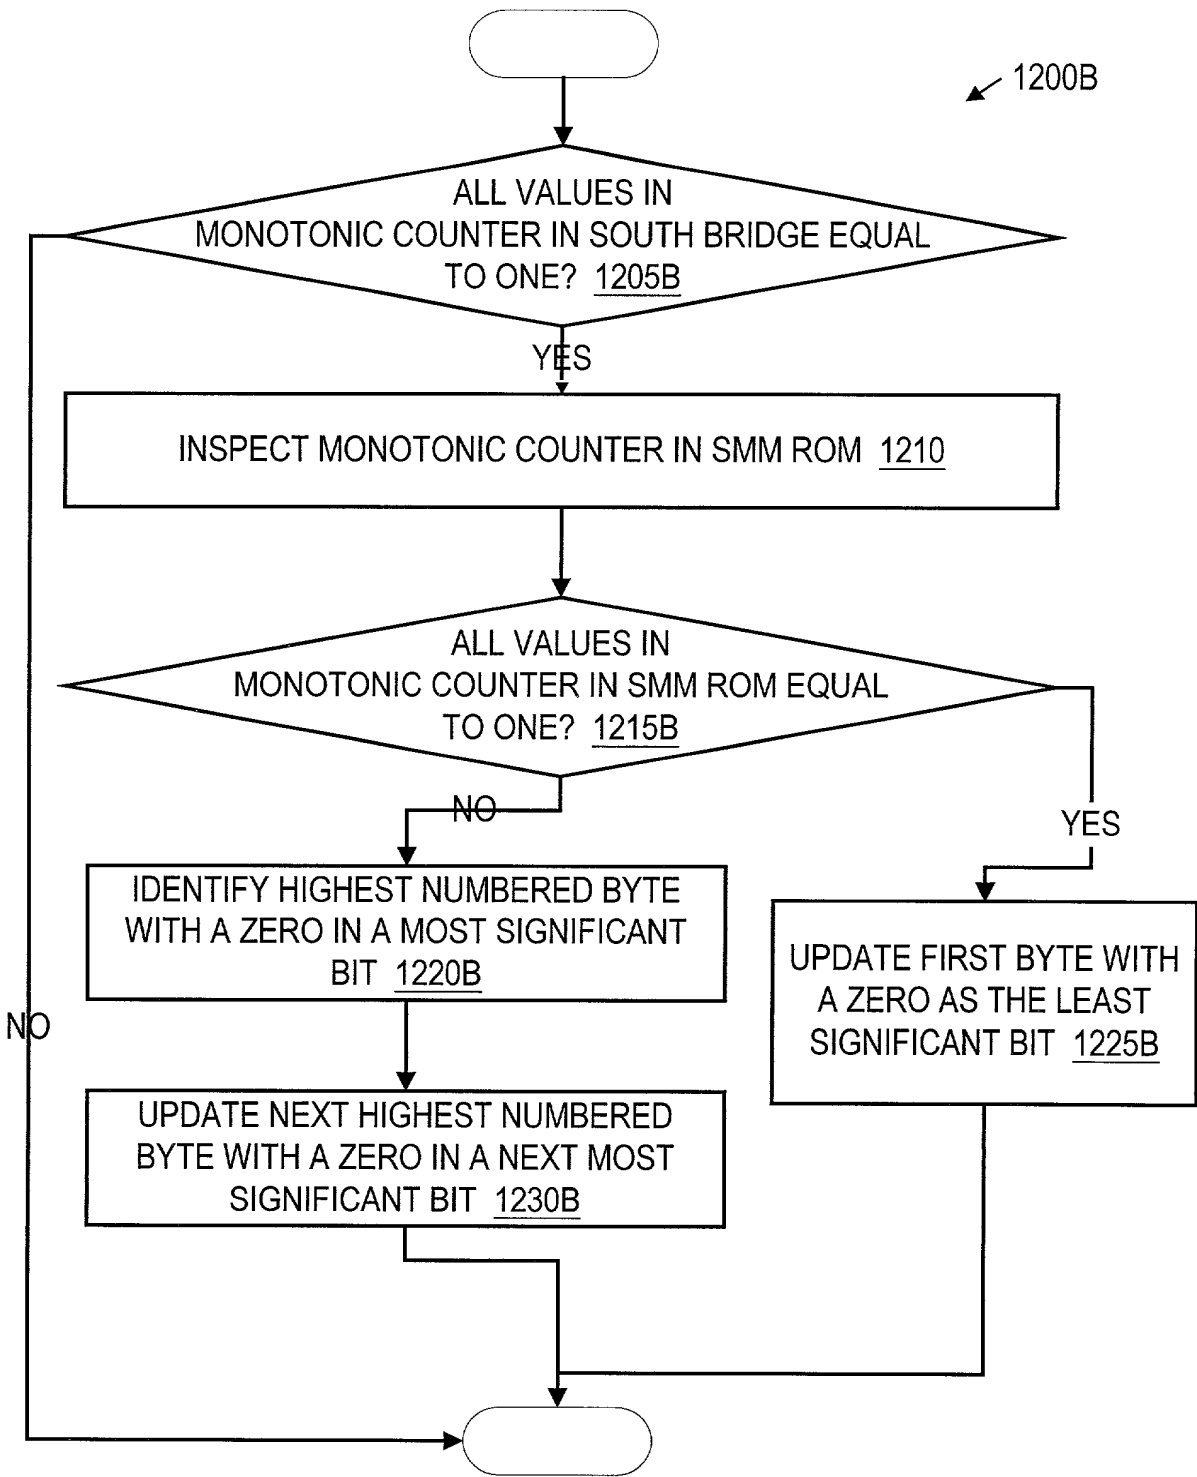 1200B
ALL VALUES IN
MONOTONIC COUNTER IN SOUTH BRIDGE EQUAL
TO ONE? 1205B
YES
INSPECT MONOTONIC COUNTER IN SMM ROM 1210
ALL VALUES IN
MONOTONIC COUNTER IN SMM ROM EQUAL
TO ONE? 1215B
NO
YES
IDENTIFY HIGHEST NUMBERED BYTE
WITH A ZERO IN A MOST SIGNIFICANT
BIT 1220B
UPDATE FIRST BYTE WITH
A ZERO AS THE LEAST
SIGNIFICANT BIT 1225B
NO
UPDATE NEXT HIGHEST NUMBERED
BYTE WITH A ZERO IN A NEXT MOST
SIGNIFICANT BIT 1230B